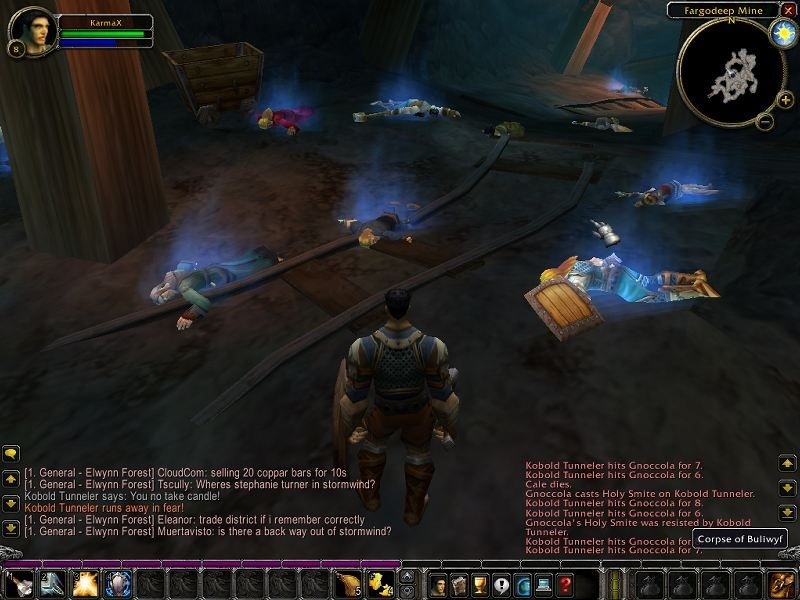 KarmaX
8
Fargodeep Mine
N
[1. General - Elwynn Forest] CloudCom: selling 20 coppar bars for 10s
[1. General - Elwynn Forest] Tscully: Wheres stephanie turner in stormwind?
Kobold Tunneler says: You no take candle!
Kobold Tunneler runs away in fear!
[1. General - Elwynn Forest] Eleanor: trade district if i remember correctly
[1. General - Elwynn Forest] Muertavisto: is there a back way out of stormwind?
Kobold Tunneler hits Gnoccola for 7.
Kobold Tunneler hits Gnoccola for 6.
Cale dies.
Gnoccola casts Holy Smite on Kobold Tunneler.
Kobold Tunneler hits Gnoccola for 8.
Kobold Tunneler hits Gnoccola for 6.
Gnoccola's Holy Smite was resisted by Kobold
Tunneler.
Kobold Tunneler hits Gnoccola for
Kobold Tunneler hits Gnoccola for 7.
Corpse of Buliwyf